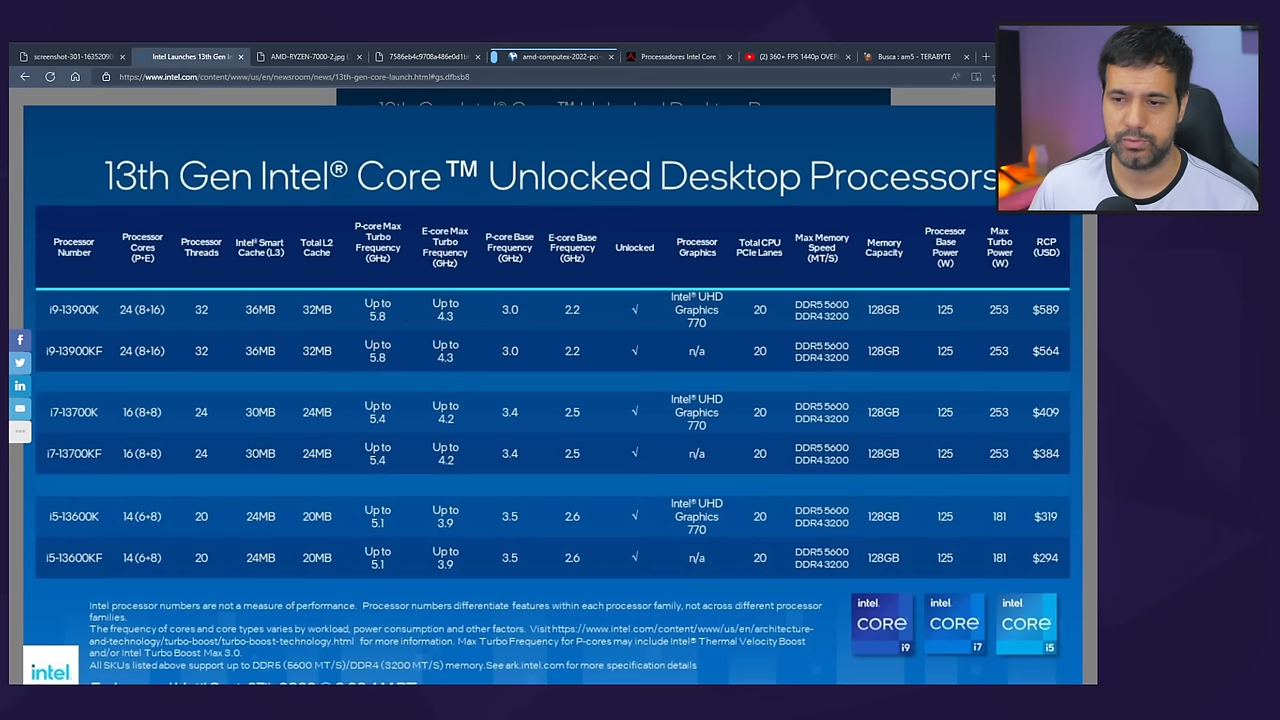 screenshot-301-16352090
Intel Launches 13th Gen In
AMD-RYZEN-7000-2.jpg (
7586eb4c9708a486e0d1b
amd-computex-2022-pci
Processadores Intel Core
(2) 360+ FPS 1440p OVER
Busca : am5 - TERABYTE
https://www.intel.com/content/www/us/en/newsroom/news/13th-gen-core-launch.html#gs.dfbsb8
13th Gen Intel® Core™ Unlocked Desktop Processors
Processor Number Processor Cores (P+E) Processor Threads Intel® Smart Cache (L3) Total L2 Cache P-core Max Turbo Frequency (GHz) E-core Max Turbo Frequency (GHz) P-core Base Frequency (GHz) E-core Base Frequency (GHz) Unlocked Processor Graphics Total CPU PCIe Lanes Max Memory Speed (MT/S) Memory Capacity Processor Base Power (W) Max Turbo Power (W) RCP (USD)
i9-13900K 24 (8+16) 32 36MB 32MB Up to 5.8 Up to 4.3 3.0 2.2 √ Intel® UHD Graphics 770 20 DDR5 5600 DDR4 3200 128GB 125 253 $589
i9-13900KF 24 (8+16) 32 36MB 32MB Up to 5.8 Up to 4.3 3.0 2.2 √ n/a 20 DDR5 5600 DDR4 3200 128GB 125 253 $564
i7-13700K 16 (8+8) 24 30MB 24MB Up to 5.4 Up to 4.2 3.4 2.5 √ Intel® UHD Graphics 770 20 DDR5 5600 DDR4 3200 128GB 125 253 $409
i7-13700KF 16 (8+8) 24 30MB 24MB Up to 5.4 Up to 4.2 3.4 2.5 √ n/a 20 DDR5 5600 DDR4 3200 128GB 125 253 $384
i5-13600K 14 (6+8) 20 24MB 20MB Up to 5.1 Up to 3.9 3.5 2.6 √ Intel® UHD Graphics 770 20 DDR5 5600 DDR4 3200 128GB 125 181 $319
i5-13600KF 14 (6+8) 20 24MB 20MB Up to 5.1 Up to 3.9 3.5 2.6 √ n/a 20 DDR5 5600 DDR4 3200 128GB 125 181 $294
Intel processor numbers are not a measure of performance. Processor numbers differentiate features within each processor family, not across different processor
families.
The frequency of cores and core types varies by workload, power consumption and other factors. Visit https://www.intel.com/content/www/us/en/architecture-
and-technology/turbo-boost/turbo-boost-technology.html for more information. Max Turbo Frequency for P-cores may include Intel® Thermal Velocity Boost
and/or Intel Turbo Boost Max 3.0.
All SKUs listed above support up to DDR5 (5600 MT/S)/DDR4 (3200 MT/S) memory. See ark.intel.com for more specification details
intel
intel CORE i9
intel CORE i7
intel CORE i5